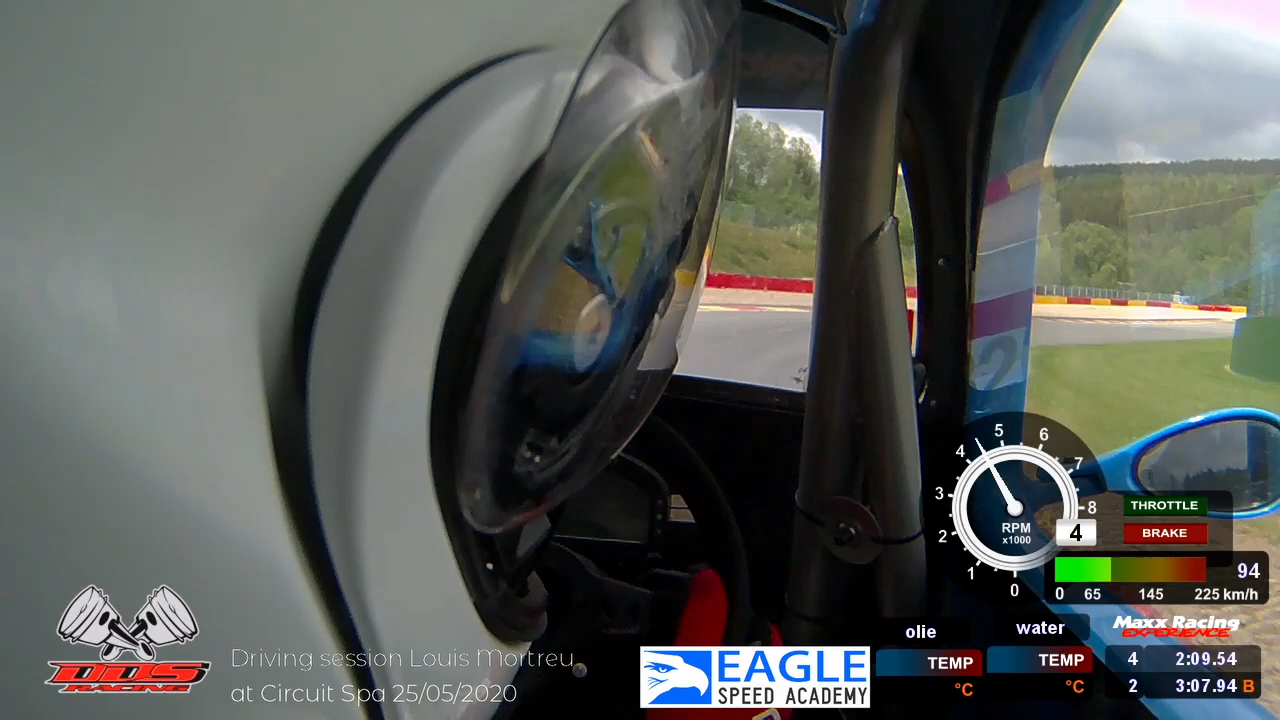 2
5
4
6
3
7
2
8
1
0
RPM
x1000
4
THROTTLE
BRAKE
94
0 65 145 225 km/h
olie
water
Maxx Racing
EXPERIENCE
TEMP
TEMP
°C
°C
4 2:09.54
2 3:07.94 B
DDS
RACING
Driving session Louis Mortreu
at Circuit Spa 25/05/2020
EAGLE
SPEED ACADEMY